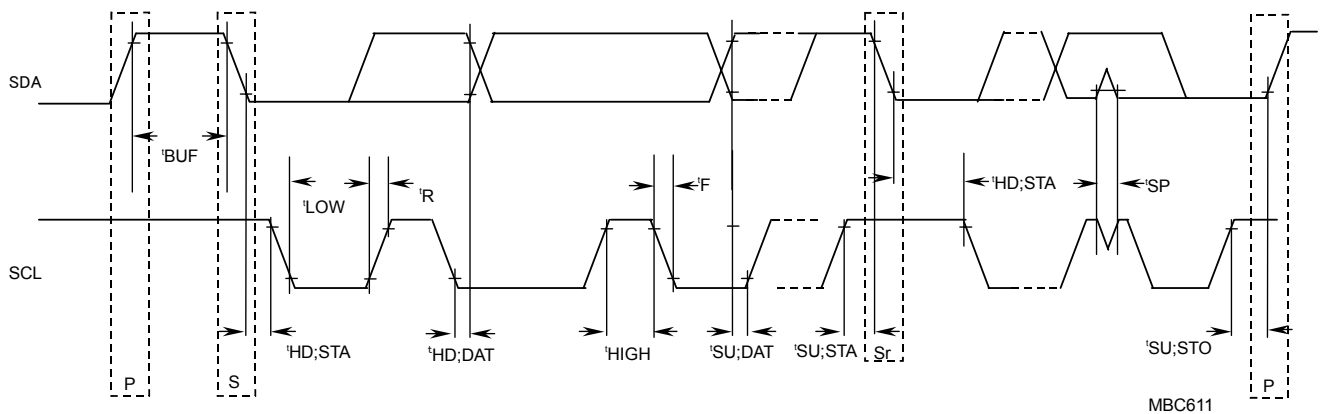 SDA
tBUF
tLOW
tR
tF
tHD;STA
tSP
SCL
tHD;STA
tHD;DAT
tHIGH
tSU;DAT
tSU;STA
Sr
tSU;STO
P
S
P
MBC611